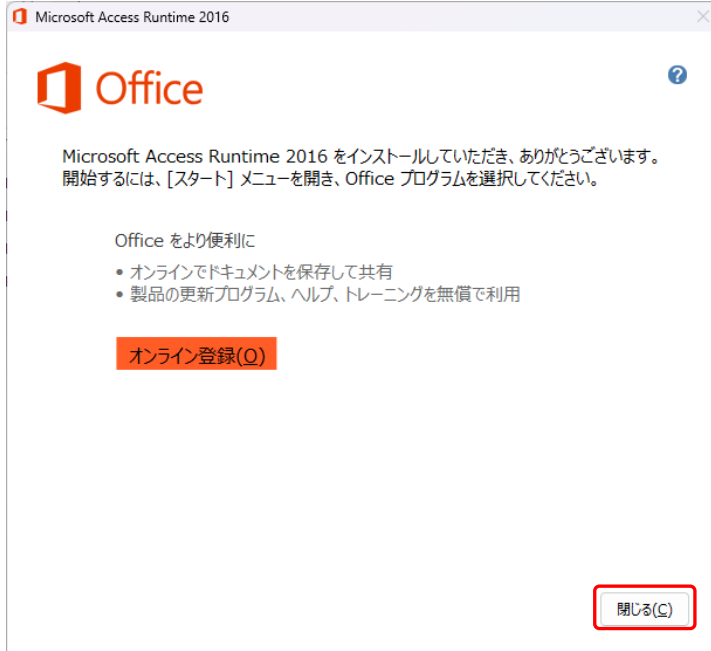 Microsoft Access Runtime 2016
Office
?
Microsoft Access Runtime 2016 をインストールしていただき、ありがとうございます。
開始するには、[スタート] メニューを開き、Office プログラムを選択してください。
Office をより便利に
• オンラインでドキュメントを保存して共有
• 製品の更新プログラム、ヘルプ、トレーニングを無償で利用
オンライン登録(O)
閉じる(C)